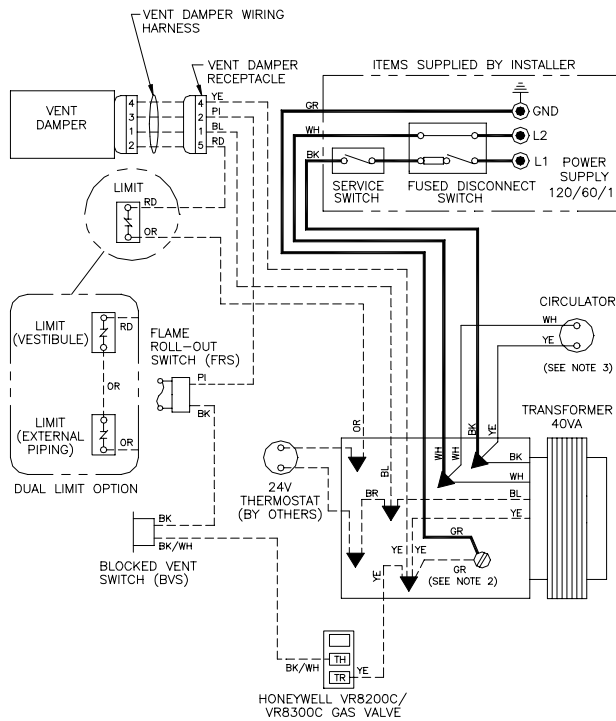 VENT DAMPER WIRING
HARNESS
VENT DAMPER
RECEPTACLE
ITEMS SUPPLIED BY INSTALLER
VENT
DAMPER
4
3
1
2
4
2
1
5
YE
PI
BL
RD
GR
WH
BK
GND
L2
L1
SERVICE
SWITCH
FUSED DISCONNECT
SWITCH
POWER
SUPPLY
120/60/1
LIMIT
RD
OR
LIMIT
(VESTIBULE)
RD
OR
LIMIT
(EXTERNAL
PIPING)
OR
DUAL LIMIT OPTION
FLAME
ROLL-OUT
SWITCH (FRS)
PI
BK
CIRCULATOR
WH
YE
(SEE NOTE 3)
TRANSFORMER
40VA
OR
BL
WH
WH
BK
YE
BK
WH
BL
YE
24V
THERMOSTAT
(BY OTHERS)
BR
GR
YE
YE
YE
GR
(SEE NOTE 2)
BK
BK/WH
BLOCKED VENT
SWITCH (BVS)
BK/WH
TH
TR
YE
HONEYWELL VR8200C/
VR8300C GAS VALVE